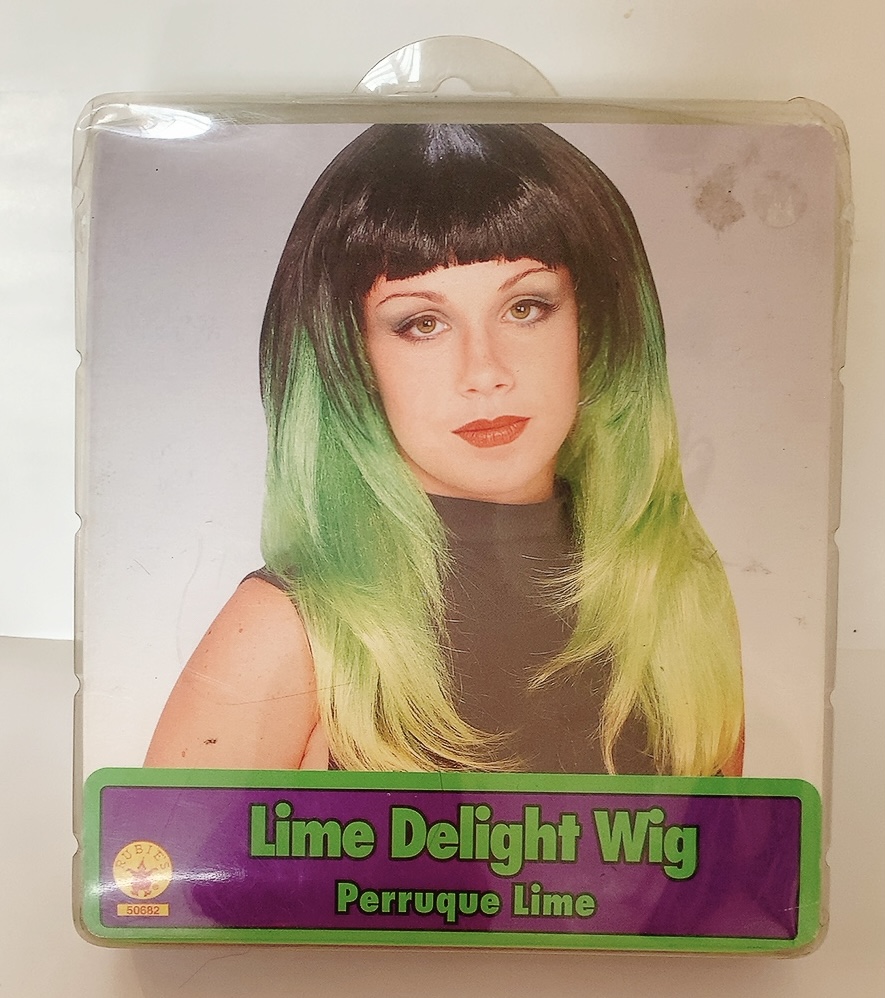 Lime Delight Wig
Perruque Lime
RUBIE'S
50682